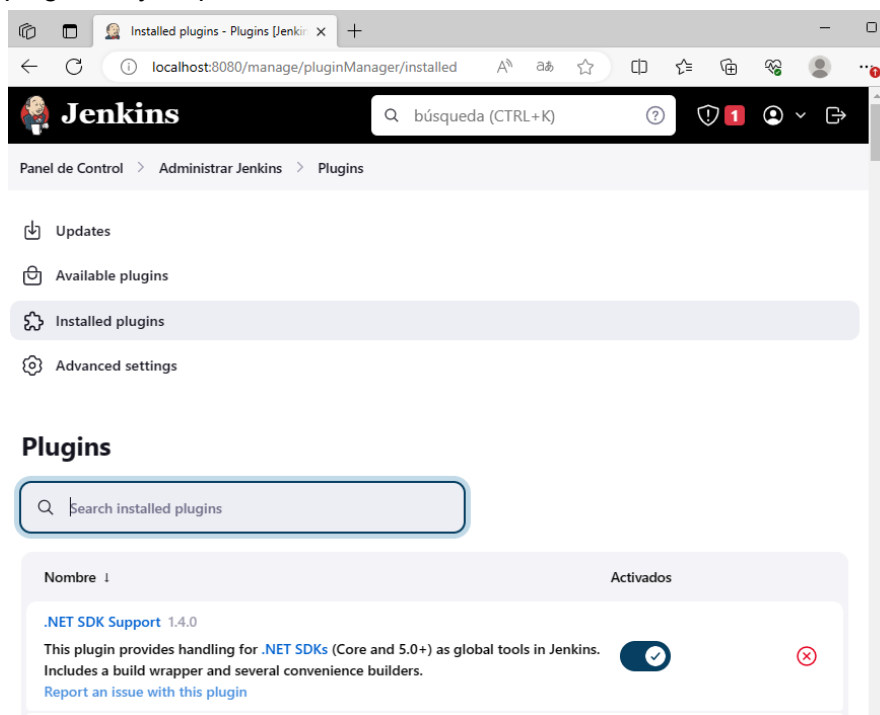 Installed plugins - Plugins [Jenkin
localhost:8080/manage/pluginManager/installed
Jenkins
búsqueda (CTRL+K)
1
Panel de Control > Administrar Jenkins > Plugins
Updates
Available plugins
Installed plugins
Advanced settings
Plugins
Search installed plugins
Nombre ↓ Activados
.NET SDK Support 1.4.0
This plugin provides handling for .NET SDKs (Core and 5.0+) as global tools in Jenkins.
Includes a build wrapper and several convenience builders.
Report an issue with this plugin